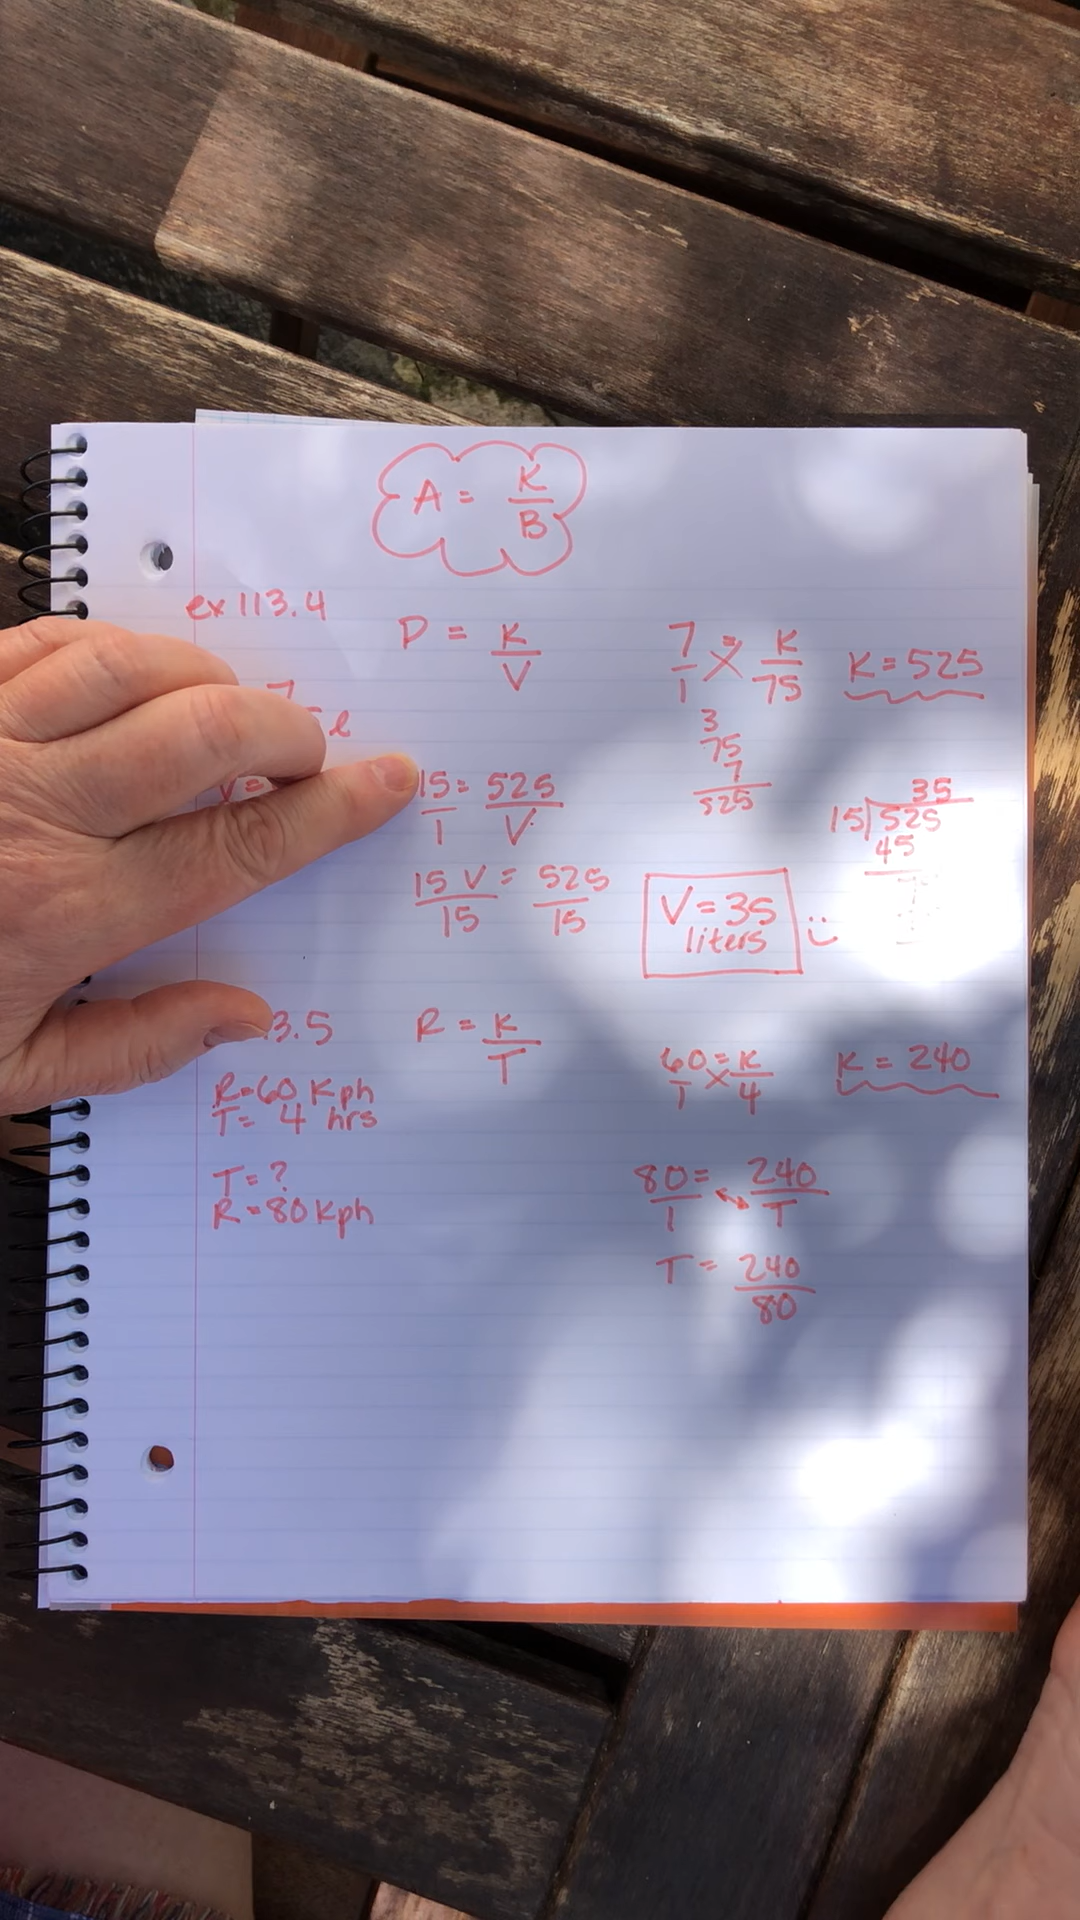 A = K
B
ex 113.4
P = K
V
7 = K
1 75
K = 525
7
l
3
75
7
525
V =
15 = 525
1 V
35
15 525
45
7
15 V = 525
15 15
V = 35
liters
3.5
R = K
T
60 = K
1 4
K = 240
R = 60 Kph
T = 4 hrs
80 = 240
1 T
T = ?
R = 80 Kph
T = 240
80